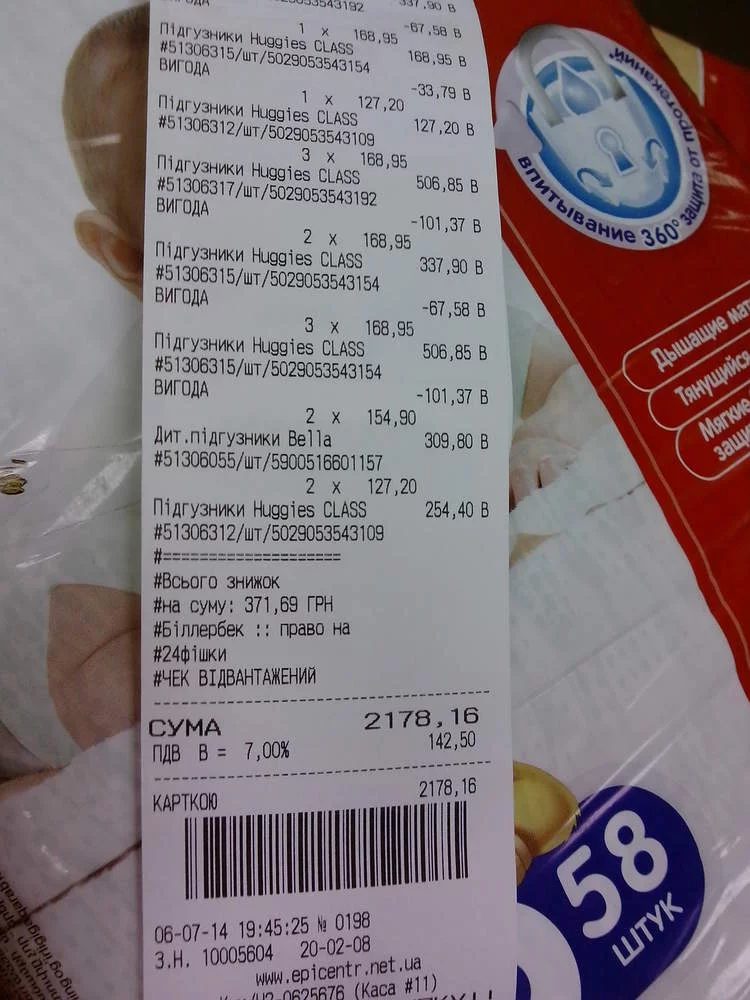 337,90 В
-67,58 В
1 x 168,95
Підгузники Huggies CLASS 168,95 В
#51306315/шт/5029053543154
ВИГОДА -33,79 В
1 x 127,20
Підгузники Huggies CLASS 127,20 В
#51306312/шт/5029053543109
3 x 168,95
Підгузники Huggies CLASS 506,85 В
#51306317/шт/5029053543192
ВИГОДА -101,37 В
2 x 168,95
Підгузники Huggies CLASS 337,90 В
#51306315/шт/5029053543154
ВИГОДА -67,58 В
3 x 168,95
Підгузники Huggies CLASS 506,85 В
#51306315/шт/5029053543154
ВИГОДА -101,37 В
2 x 154,90
Дит.підгузники Bella 309,80 В
#51306055/шт/5900516601157
2 x 127,20
Підгузники Huggies CLASS 254,40 В
#51306312/шт/5029053543109
#====================
#Всього знижок
#на суму: 371,69 ГРН
#Біллербек :: право на
#24фішки
#ЧЕК ВІДВАНТАЖЕНИЙ
СУМА 2178,16
ПДВ В = 7,00% 142,50
КАРТКОЮ 2178,16
06-07-14 19:45:25 № 0198
З.Н. 10005604 20-02-08
www.epicentr.net.ua
0625676 (Каса #11)
впитывание 360° защита от протеканий
Дышащие
Тянущийся
Мягкие
58
ШТУК